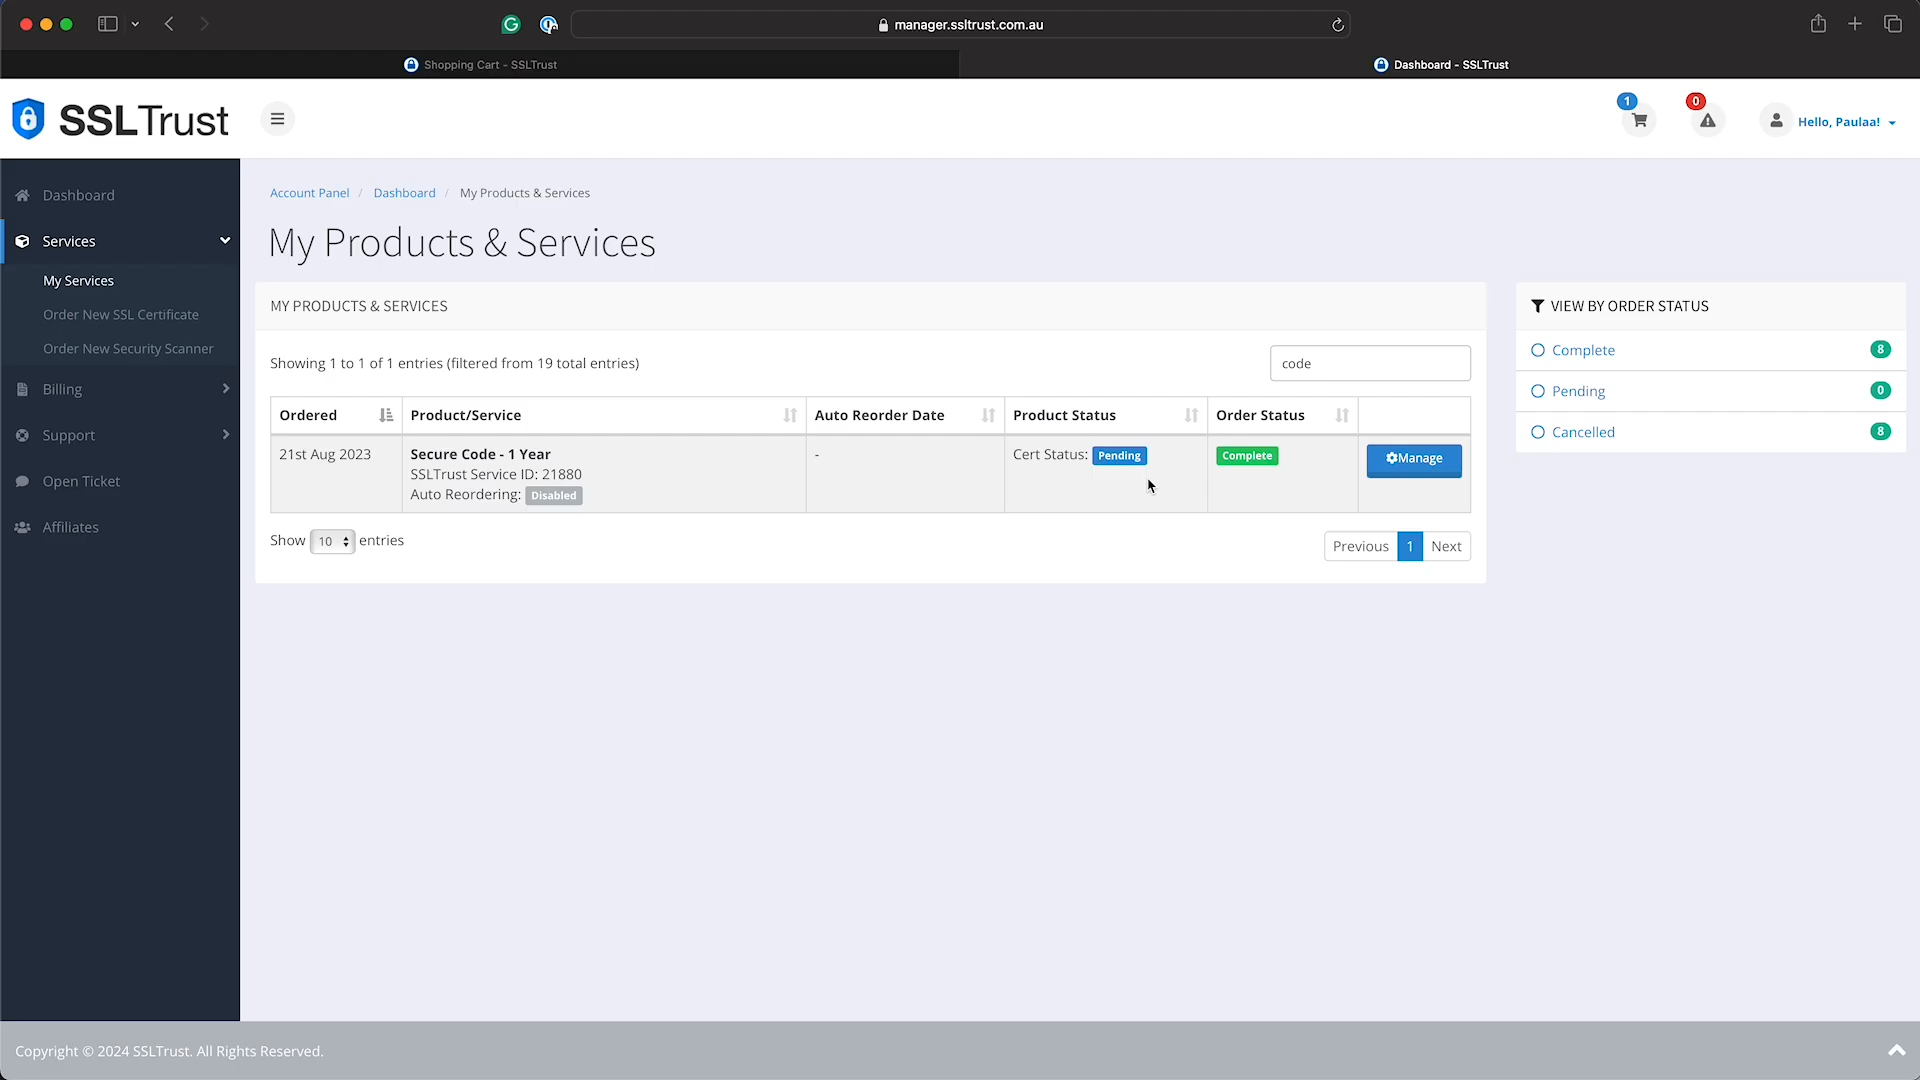 manager.ssltrust.com.au
Shopping Cart - SSLTrust
Dashboard - SSLTrust
SSLTrust
1
0
Hello, Paulaa!
Dashboard
Services
My Services
Order New SSL Certificate
Order New Security Scanner
Billing
Support
Open Ticket
Affiliates
Account Panel / Dashboard / My Products & Services
My Products & Services
MY PRODUCTS & SERVICES
Showing 1 to 1 of 1 entries (filtered from 19 total entries)
code
Ordered Product/Service Auto Reorder Date Product Status Order Status
21st Aug 2023 Secure Code - 1 Year - Cert Status: Pending Complete Manage
SSLTrust Service ID: 21880
Auto Reordering: Disabled
Show 10 entries
Previous 1 Next
VIEW BY ORDER STATUS
Complete 8
Pending 0
Cancelled 8
Copyright © 2024 SSLTrust. All Rights Reserved.